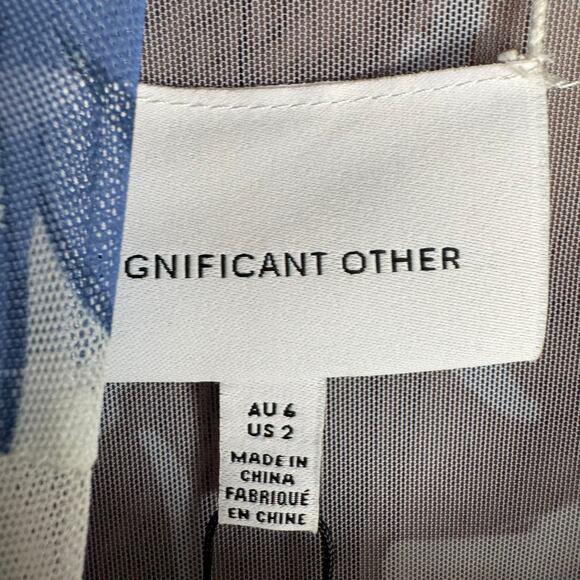 GNIFICANT OTHER
AU 6
US 2
MADE IN
CHINA
FABRIQUÉ
EN CHINE